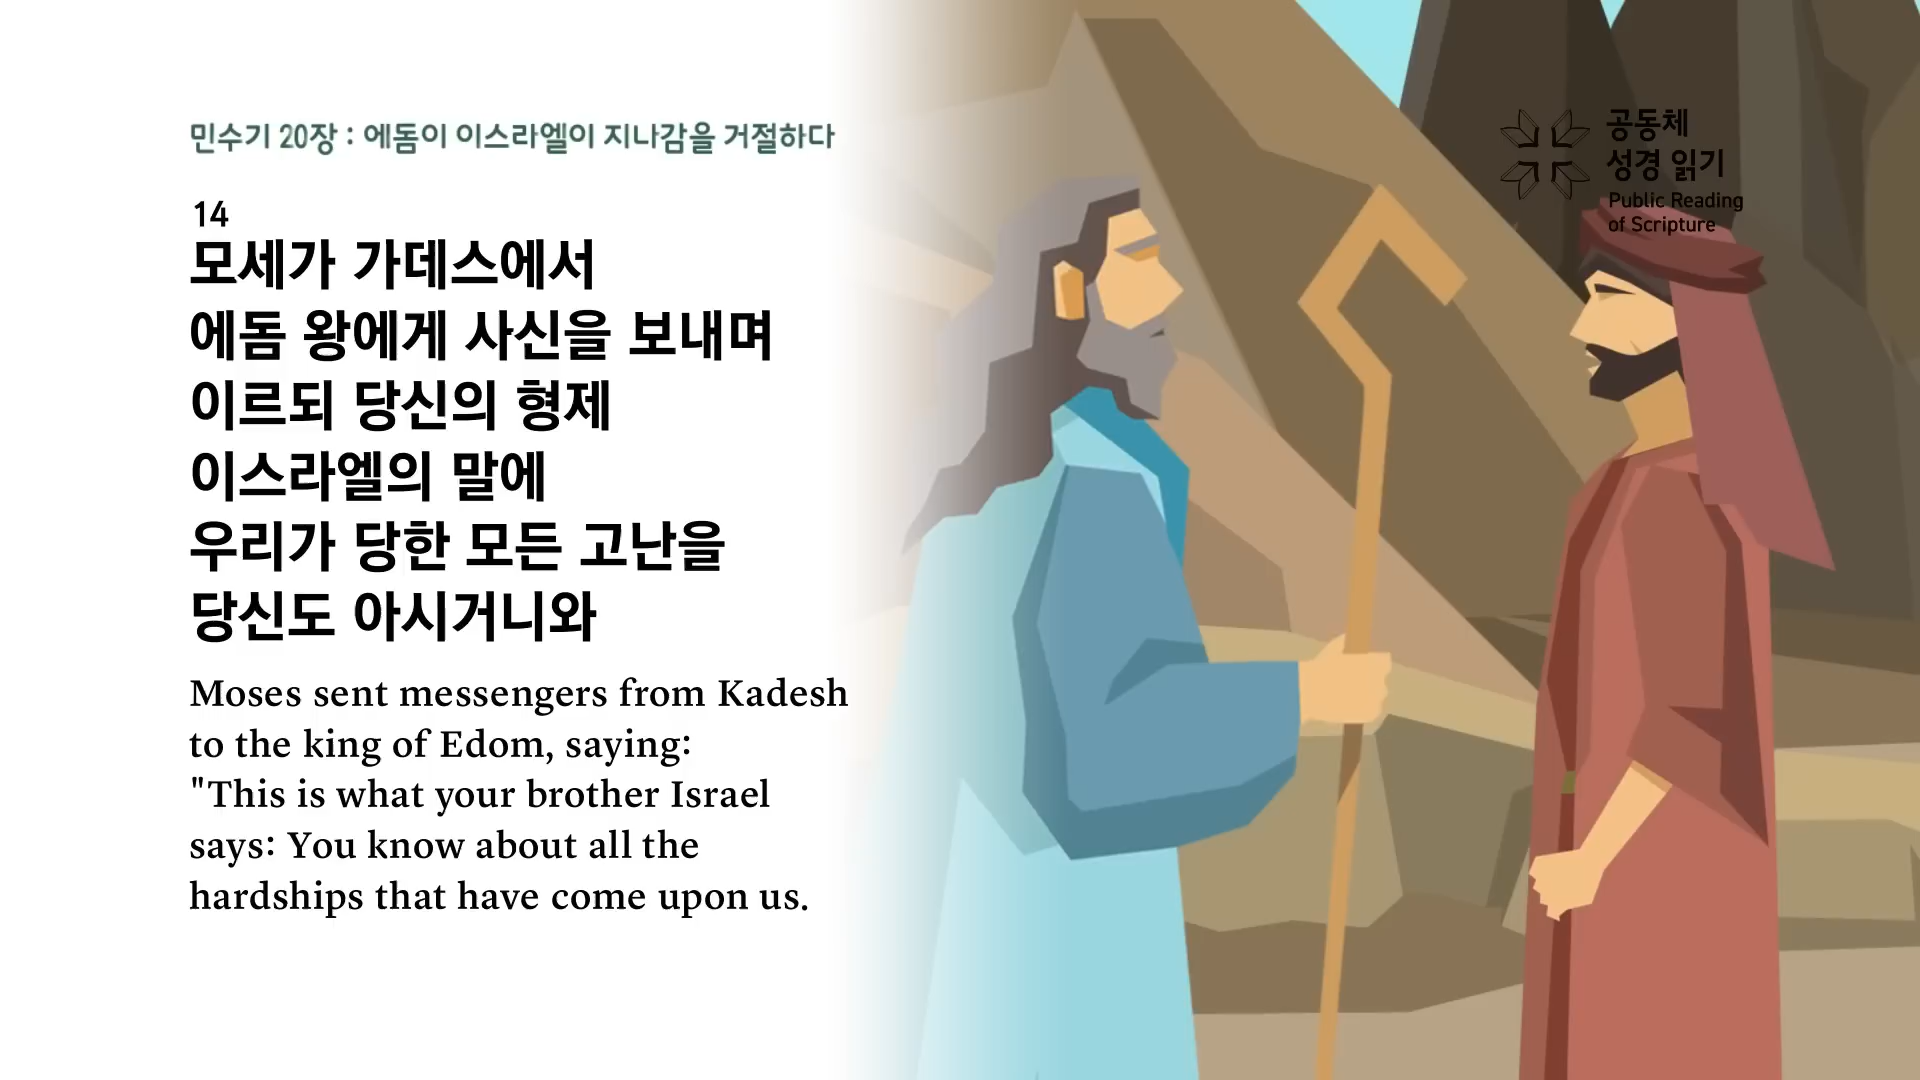 민수기 20장 : 에돔이 이스라엘이 지나감을 거절하다
14
모세가 가데스에서
에돔 왕에게 사신을 보내며
이르되 당신의 형제
이스라엘의 말에
우리가 당한 모든 고난을
당신도 아시거니와
Moses sent messengers from Kadesh
to the king of Edom, saying:
"This is what your brother Israel
says: You know about all the
hardships that have come upon us.
공동체
성경 읽기
Public Reading
of Scripture